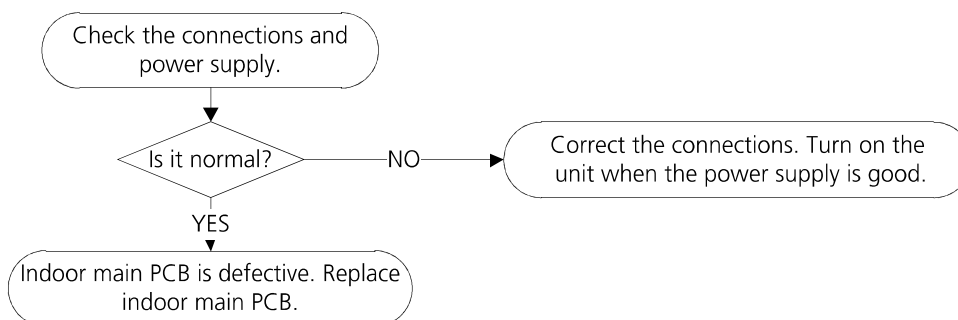 Check the connections and
power supply.
Is it normal?
NO
Correct the connections. Turn on the
unit when the power supply is good.
YES
Indoor main PCB is defective. Replace
indoor main PCB.